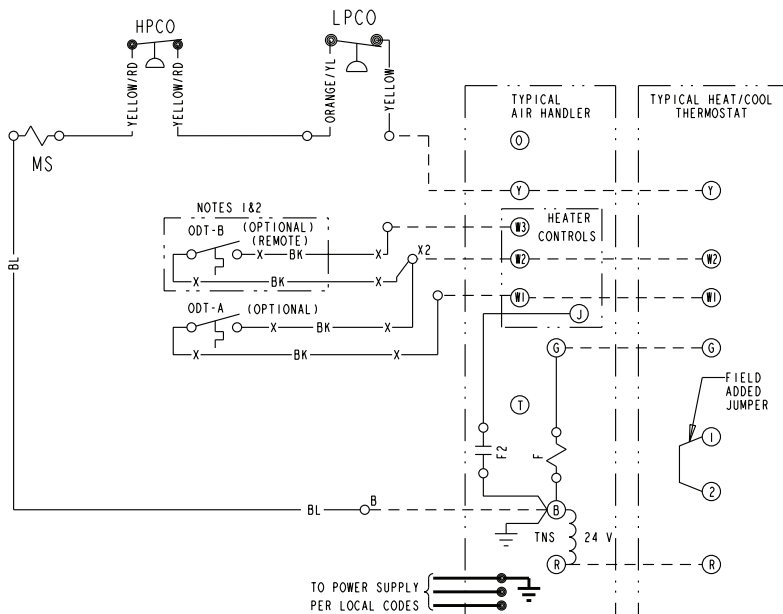 HPCO
LPCO
YELLOW/RD
YELLOW/RD
ORANGE/YL
YELLOW
MS
TYPICAL
AIR HANDLER
TYPICAL HEAT/COOL
THERMOSTAT
O
Y
Y
NOTES 1&2
ODT-B
(OPTIONAL)
(REMOTE)
X
BK
X
X
BK
X
X2
W3
HEATER
CONTROLS
W2
W2
W1
W1
ODT-A
(OPTIONAL)
X
BK
X
X
BK
X
J
G
G
BL
T
FIELD
ADDED
JUMPER
1
2
F2
F
BL
B
B
TNS
24 V
R
R
TO POWER SUPPLY
PER LOCAL CODES